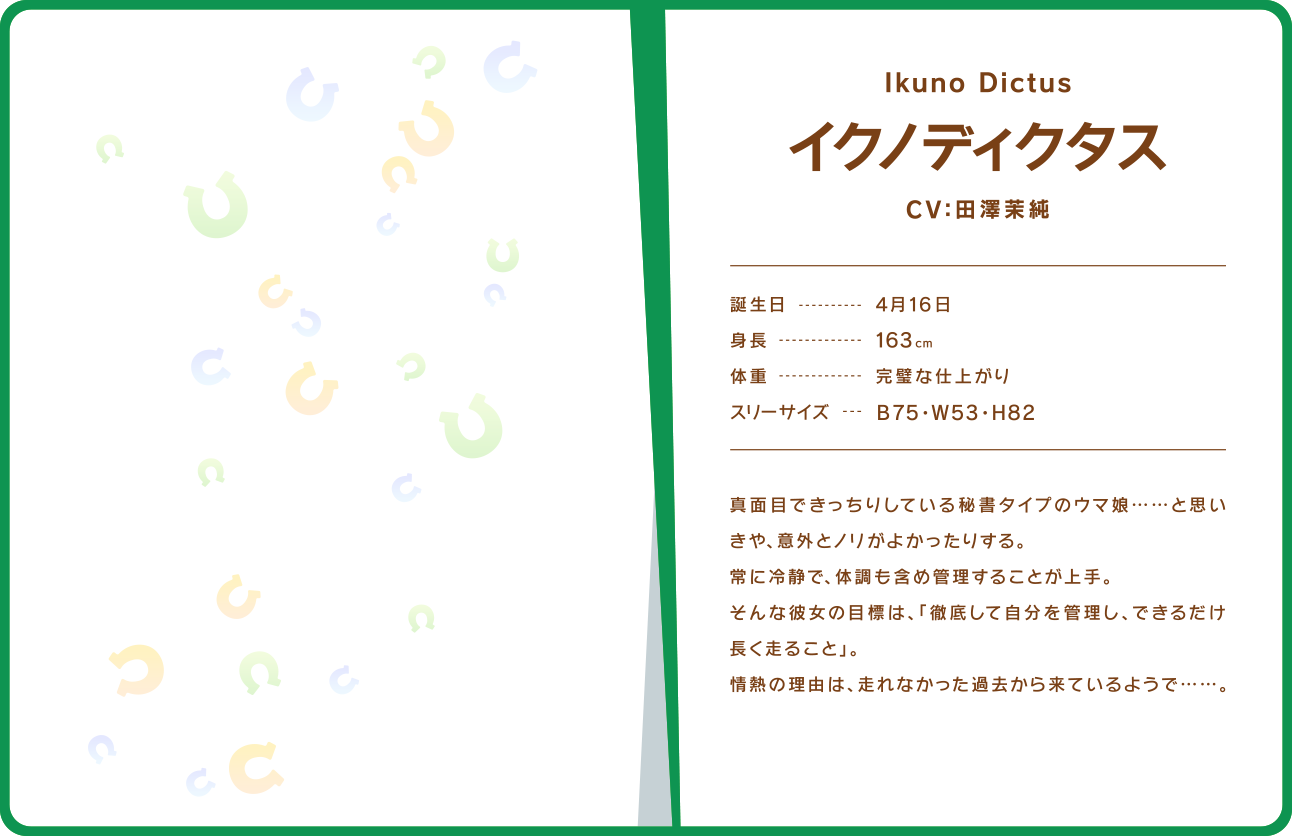 Ikuno Dictus
イクノディクタス
CV:田澤茉純
誕生日 ---------- 4月16日
身長 ------------- 163cm
体重 ------------- 完璧な仕上がり
スリーサイズ --- B75・W53・H82
真面目できっちりしている秘書タイプのウマ娘……と思い
きや、意外とノリがよかったりする。
常に冷静で、体調も含め管理することが上手。
そんな彼女の目標は、「徹底して自分を管理し、できるだけ
長く走ること」。
情熱の理由は、走れなかった過去から来ているようで……。